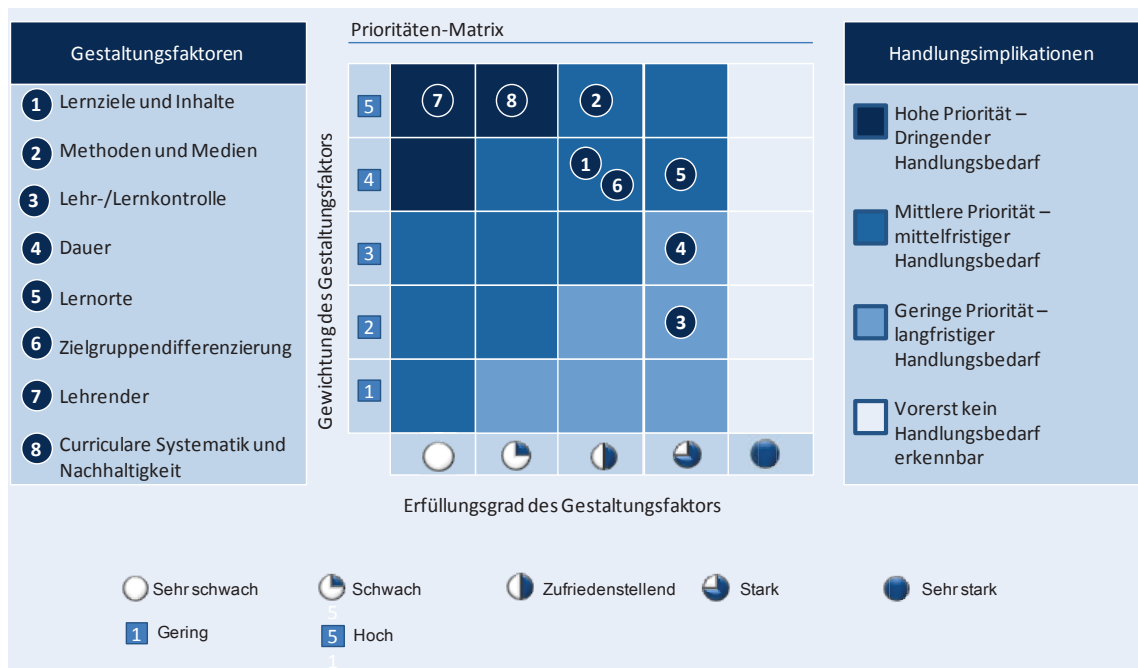 Gestaltungsfaktoren
1 Lernziele und Inhalte
2 Methoden und Medien
3 Lehr-/Lernkontrolle
4 Dauer
5 Lernorte
6 Zielgruppendifferenzierung
7 Lehrender
8 Curriculare Systematik und
Nachhaltigkeit
Prioritäten-Matrix
Gewichtung des Gestaltungsfaktors
5 7 8 2
4 1 6 5
3 4
2 3
1
Erfüllungsgrad des Gestaltungsfaktors
Handlungsimplikationen
Hohe Priorität –
Dringender
Handlungsbedarf
Mittlere Priorität –
mittelfristiger
Handlungsbedarf
Geringe Priorität –
langfristiger
Handlungsbedarf
Vorerst kein
Handlungsbedarf
erkennbar
Sehr schwach Schwach Zufriedenstellend Stark Sehr stark
5
1 Gering 5 Hoch
1